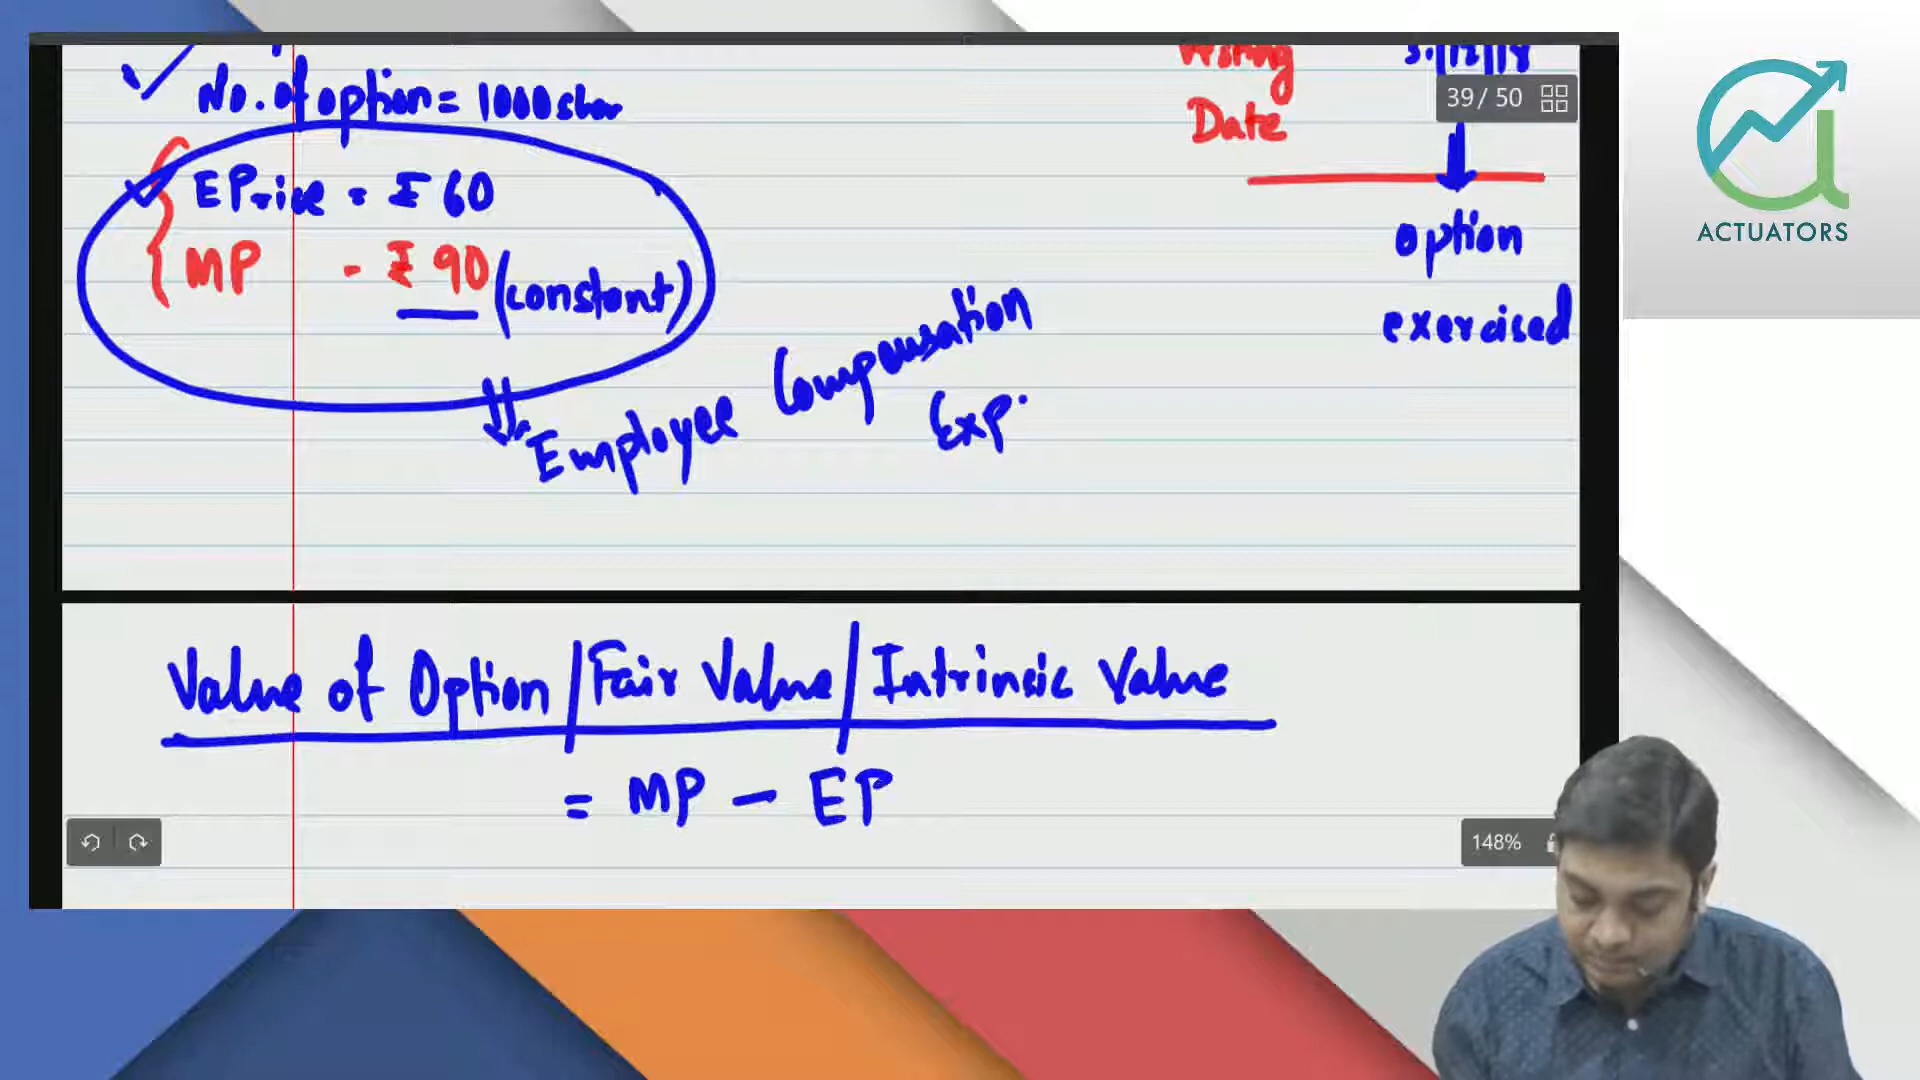 No. of option = 1000 shar
EPrice = ₹ 60
MP - ₹ 90 (constant)
Employee Compensation
Exp.
Vesting
Date
39 / 50
option
exercised
ACTUATORS
Value of Option / Fair Value / Intrinsic Value
= MP - EP
148%